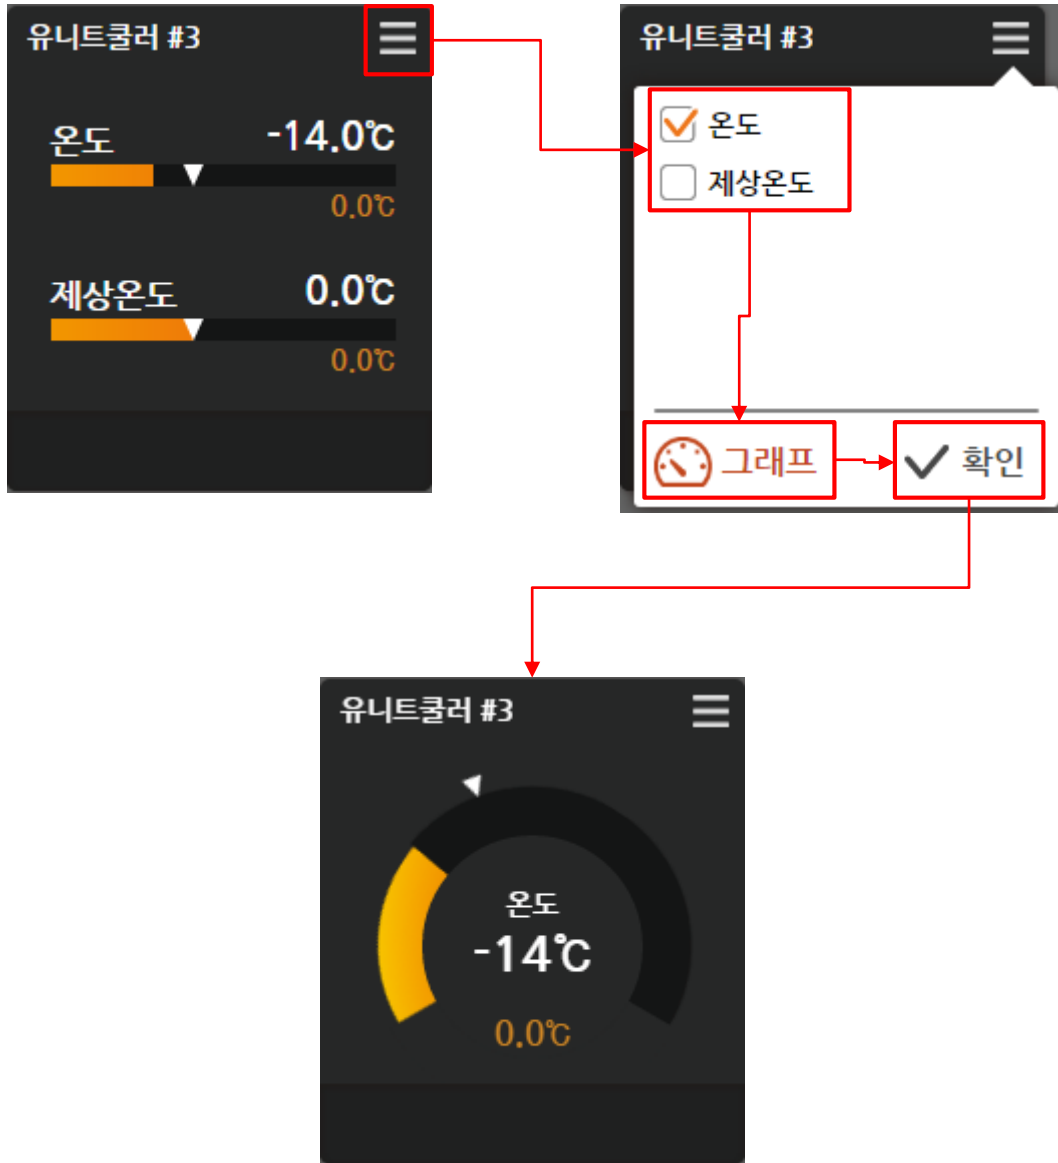 유니트쿨러 #3
온도 -14.0℃
0.0℃
제상온도 0.0℃
0.0℃
유니트쿨러 #3
온도
제상온도
그래프 확인
유니트쿨러 #3
온도
-14℃
0.0℃